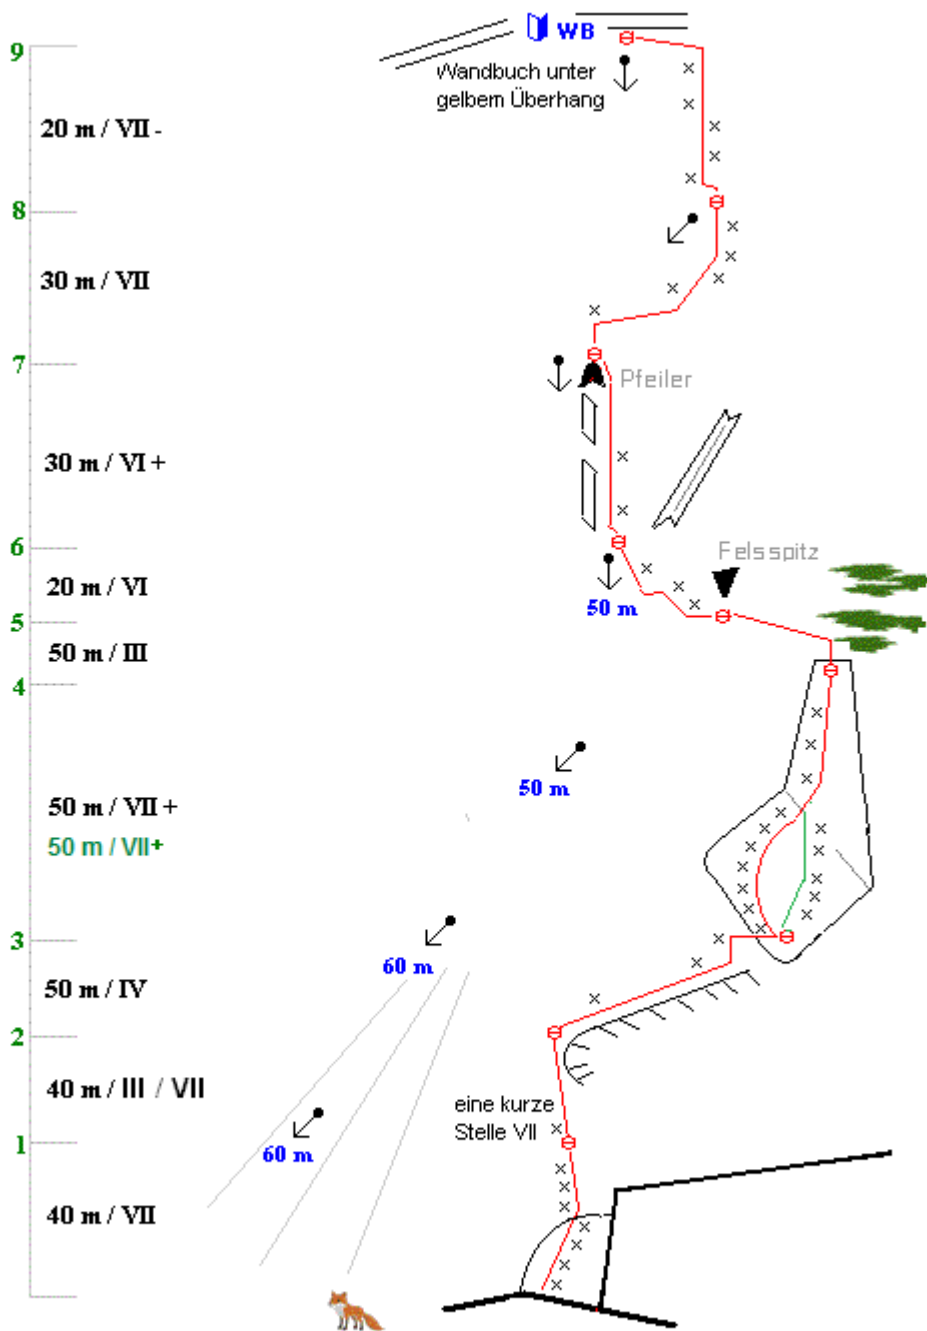 WB
9
Wandbuch unter
gelbem Überhang
20 m / VII -
8
30 m / VII
7
Pfeiler
30 m / VI +
6
Felsspitz
20 m / VI
50 m
5
50 m / III
4
50 m
50 m / VII +
50 m / VII+
3
60 m
50 m / IV
2
40 m / III / VII
eine kurze
Stelle VII
1
60 m
40 m / VII